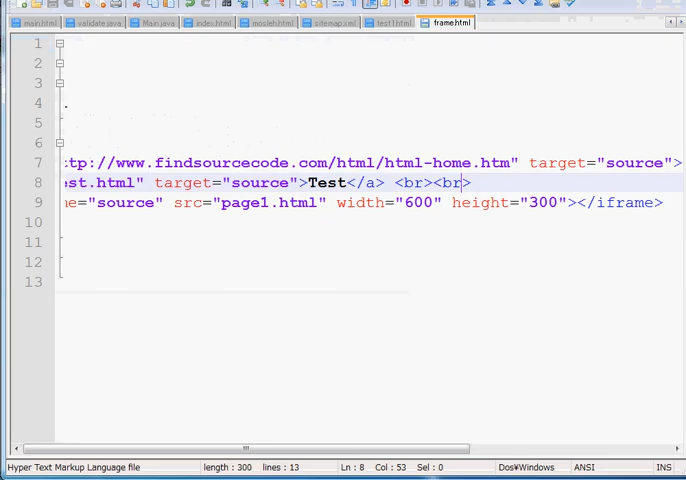 main.html validate.java Main.java index.html mosleh.html sitemap.xml test1.html frame.html
1
2
3
4 .
5
6
7 tp://www.findsourcecode.com/html/html-home.htm" target="source">
8 est.html" target="source">Test</a> <br><br>
9 me="source" src="page1.html" width="600" height="300"></iframe>
10
11
12
13
Hyper Text Markup Language file length : 300 lines : 13 Ln : 8 Col : 53 Sel : 0 Dos¥Windows ANSI INS